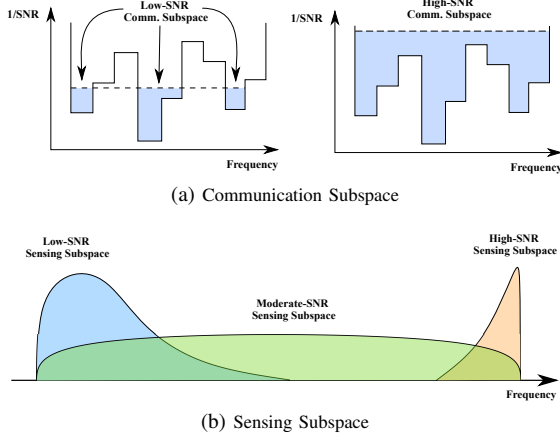 1/SNR
Low-SNR
Comm. Subspace
Frequency
1/SNR
High-SNR
Comm. Subspace
Frequency
(a) Communication Subspace
Low-SNR
Sensing Subspace
Moderate-SNR
Sensing Subspace
High-SNR
Sensing Subspace
Frequency
(b) Sensing Subspace